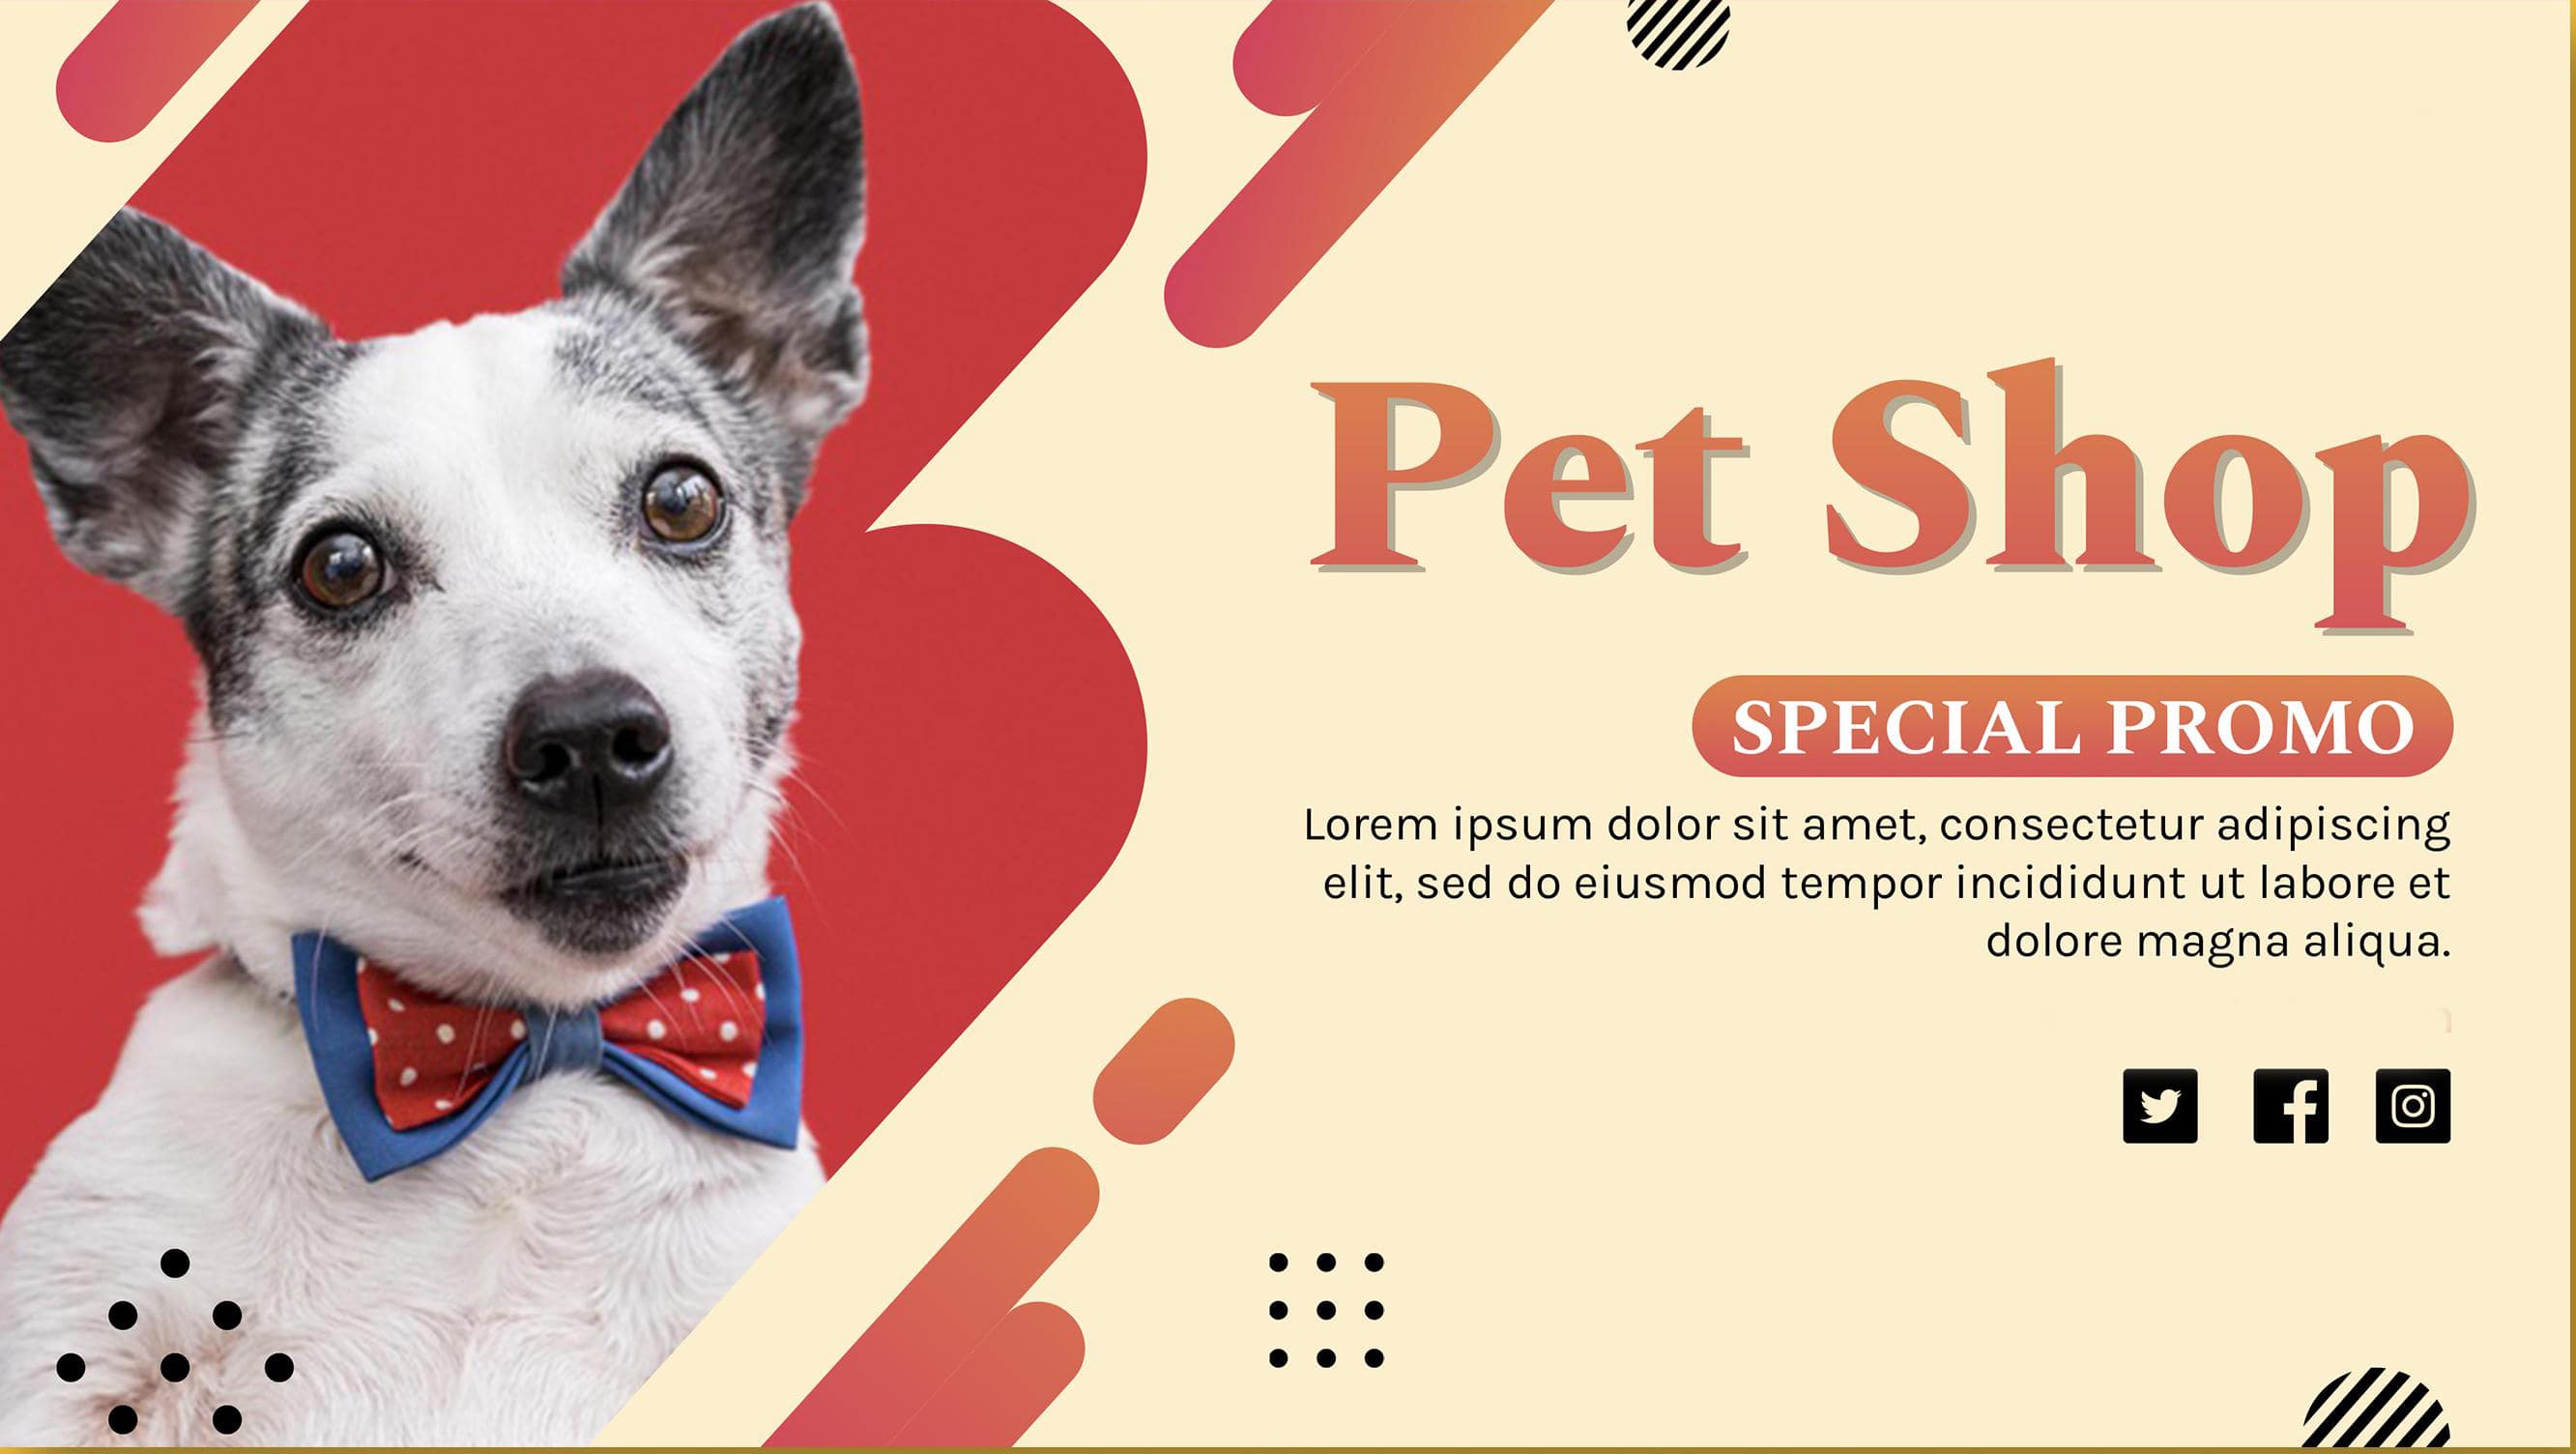 Pet Shop
SPECIAL PROMO
Lorem ipsum dolor sit amet, consectetur adipiscing
elit, sed do eiusmod tempor incididunt ut labore et
dolore magna aliqua.